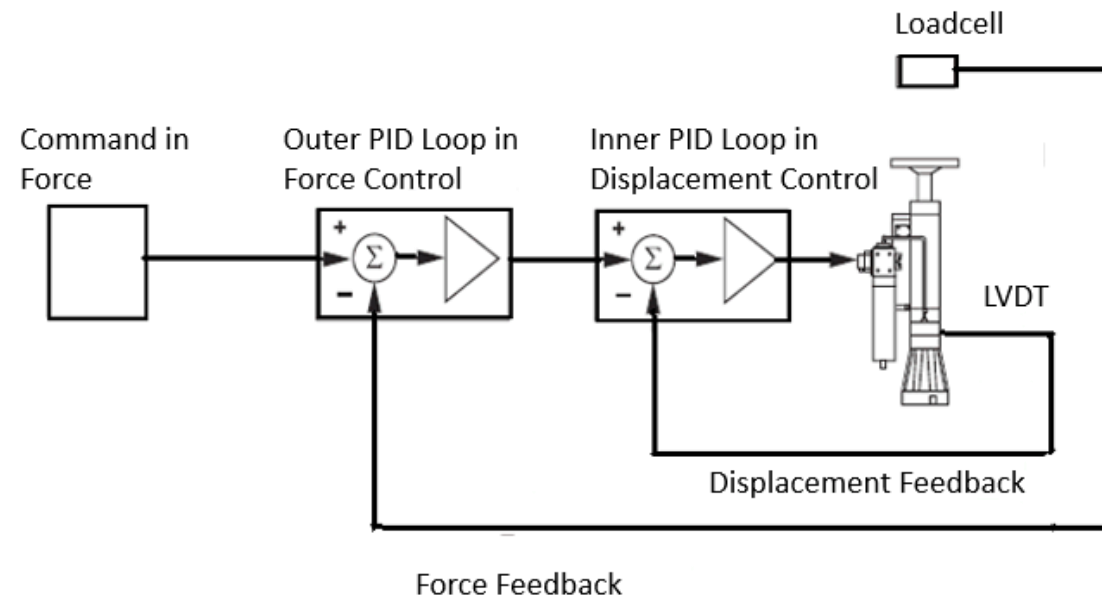 Loadcell
Command in
Force
Outer PID Loop in
Force Control
Inner PID Loop in
Displacement Control
+
Σ
−
+
Σ
−
LVDT
Displacement Feedback
Force Feedback